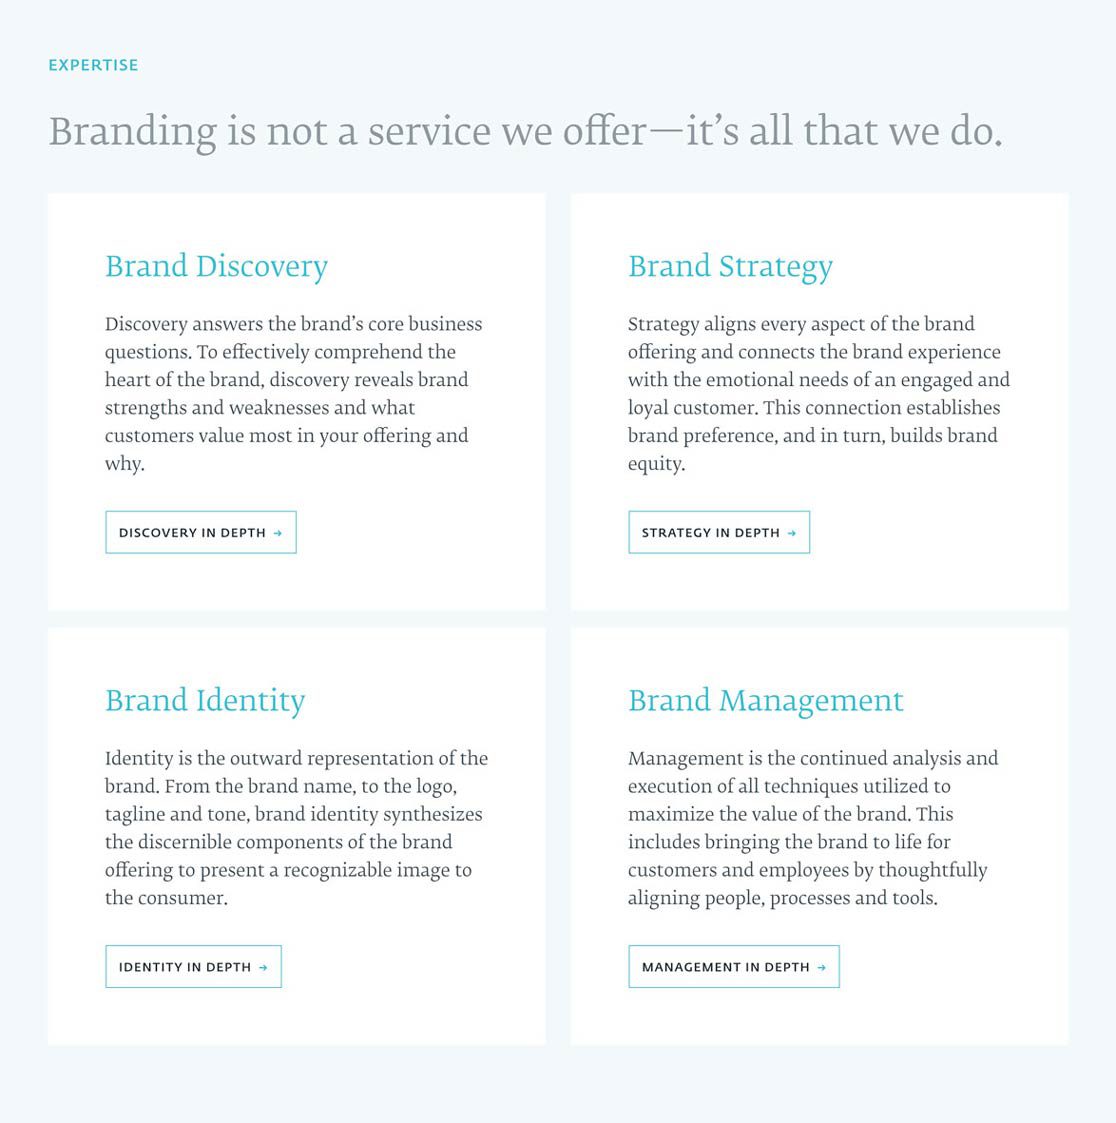 EXPERTISE
Branding is not a service we offer—it’s all that we do.
Brand Discovery
Discovery answers the brand’s core business
questions. To effectively comprehend the
heart of the brand, discovery reveals brand
strengths and weaknesses and what
customers value most in your offering and
why.
DISCOVERY IN DEPTH →
Brand Strategy
Strategy aligns every aspect of the brand
offering and connects the brand experience
with the emotional needs of an engaged and
loyal customer. This connection establishes
brand preference, and in turn, builds brand
equity.
STRATEGY IN DEPTH →
Brand Identity
Identity is the outward representation of the
brand. From the brand name, to the logo,
tagline and tone, brand identity synthesizes
the discernible components of the brand
offering to present a recognizable image to
the consumer.
IDENTITY IN DEPTH →
Brand Management
Management is the continued analysis and
execution of all techniques utilized to
maximize the value of the brand. This
includes bringing the brand to life for
customers and employees by thoughtfully
aligning people, processes and tools.
MANAGEMENT IN DEPTH →